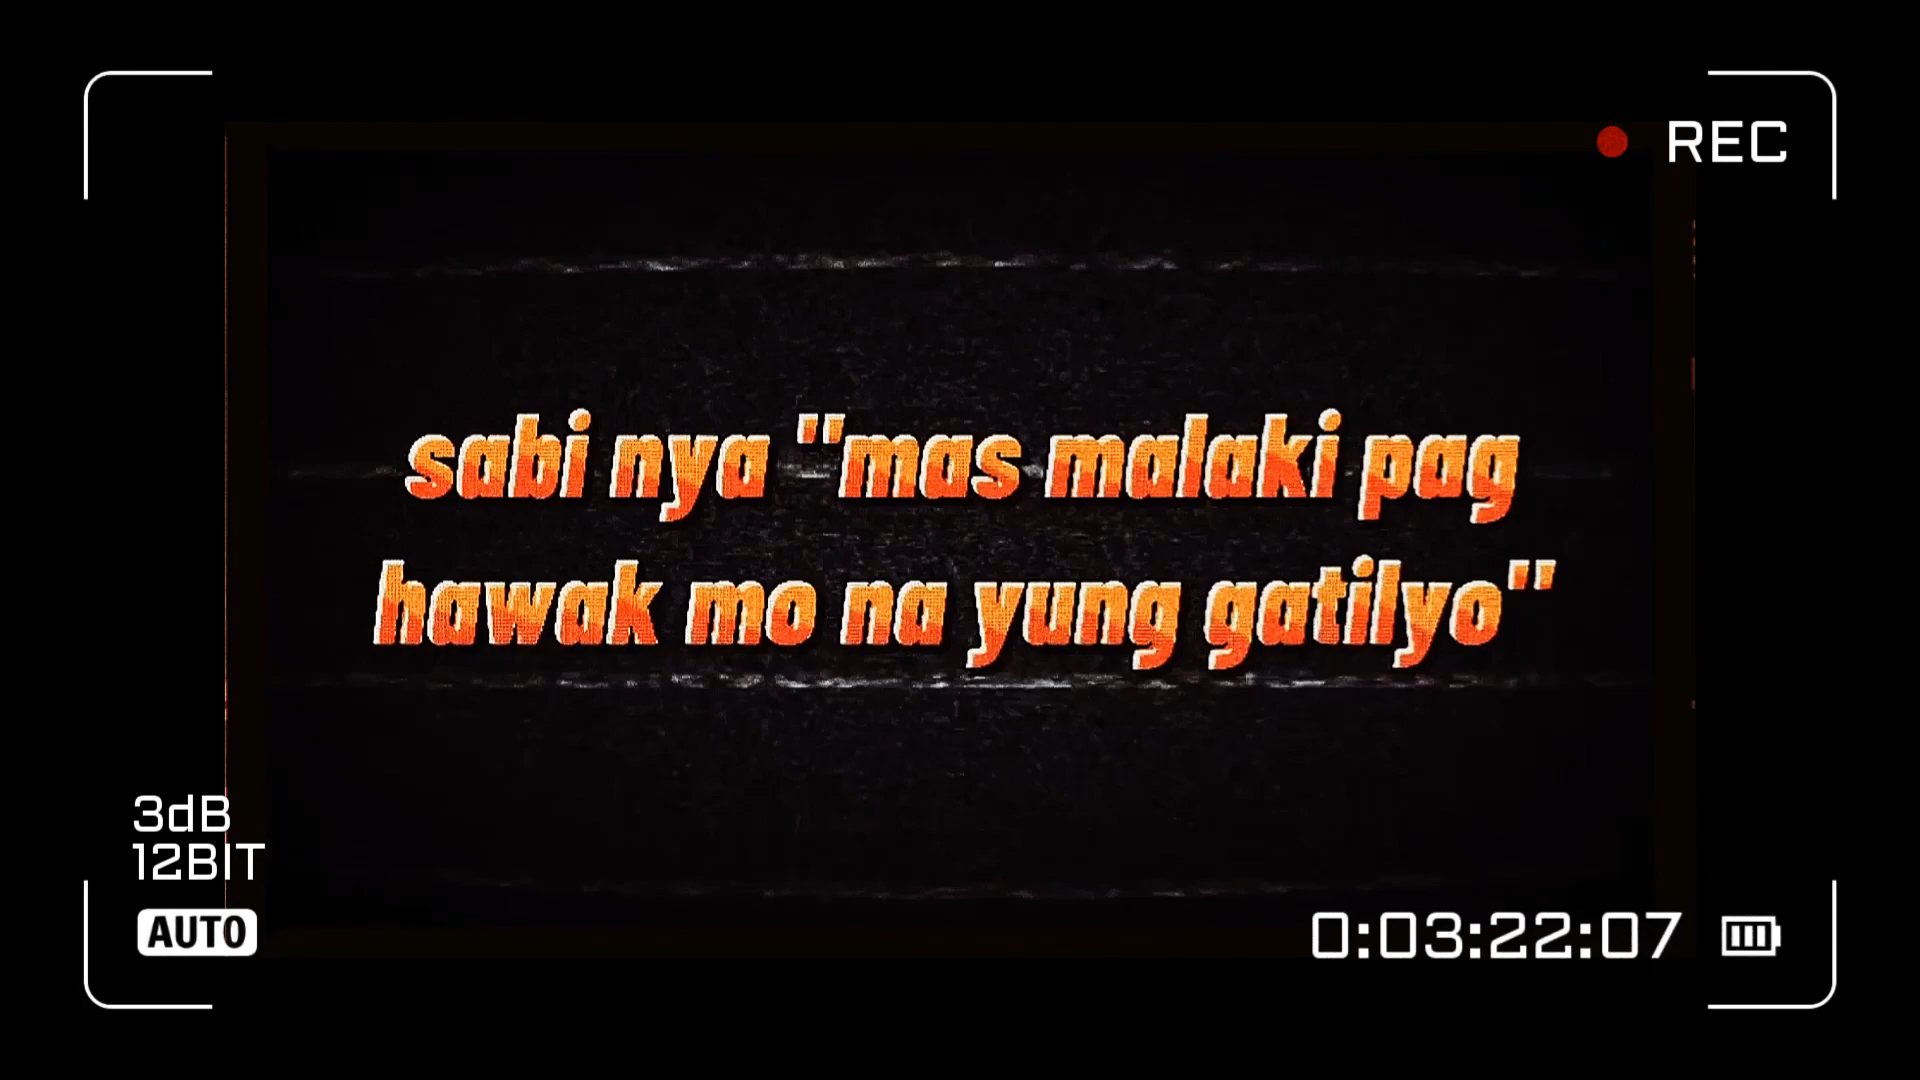 REC
sabi nya "mas malaki pag
hawak mo na yung gatilyo"
3dB
12BIT
AUTO
0:03:22:07